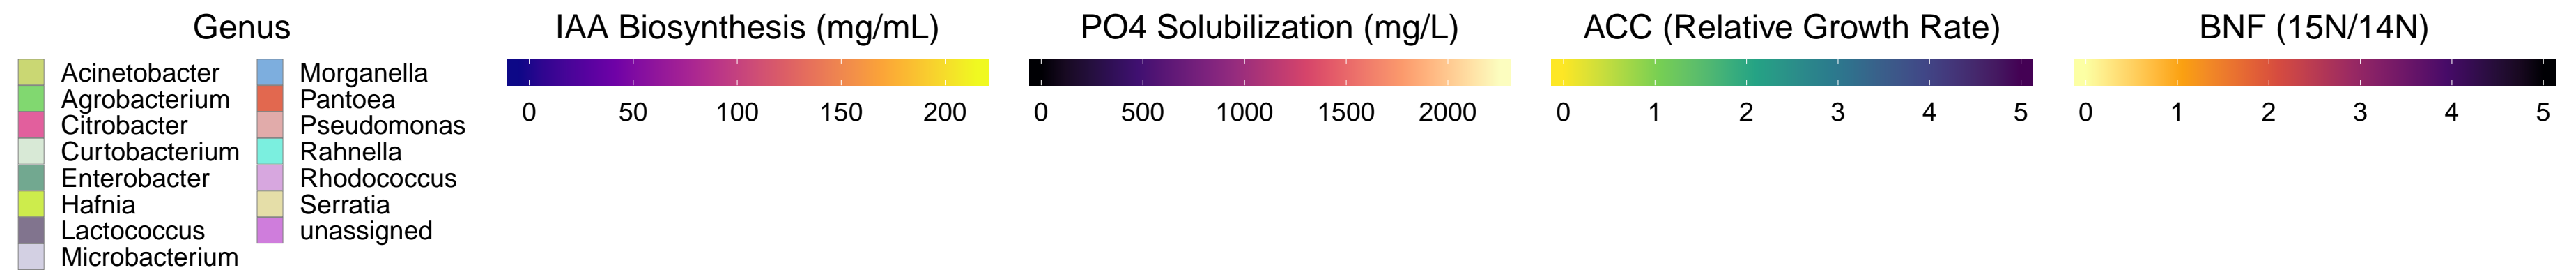 Genus
Acinetobacter
Agrobacterium
Citrobacter
Curtobacterium
Enterobacter
Hafnia
Lactococcus
Microbacterium
Morganella
Pantoea
Pseudomonas
Rahnella
Rhodococcus
Serratia
unassigned
IAA Biosynthesis (mg/mL)
0 50 100 150 200
PO4 Solubilization (mg/L)
0 500 1000 1500 2000
ACC (Relative Growth Rate)
0 1 2 3 4 5
BNF (15N/14N)
0 1 2 3 4 5